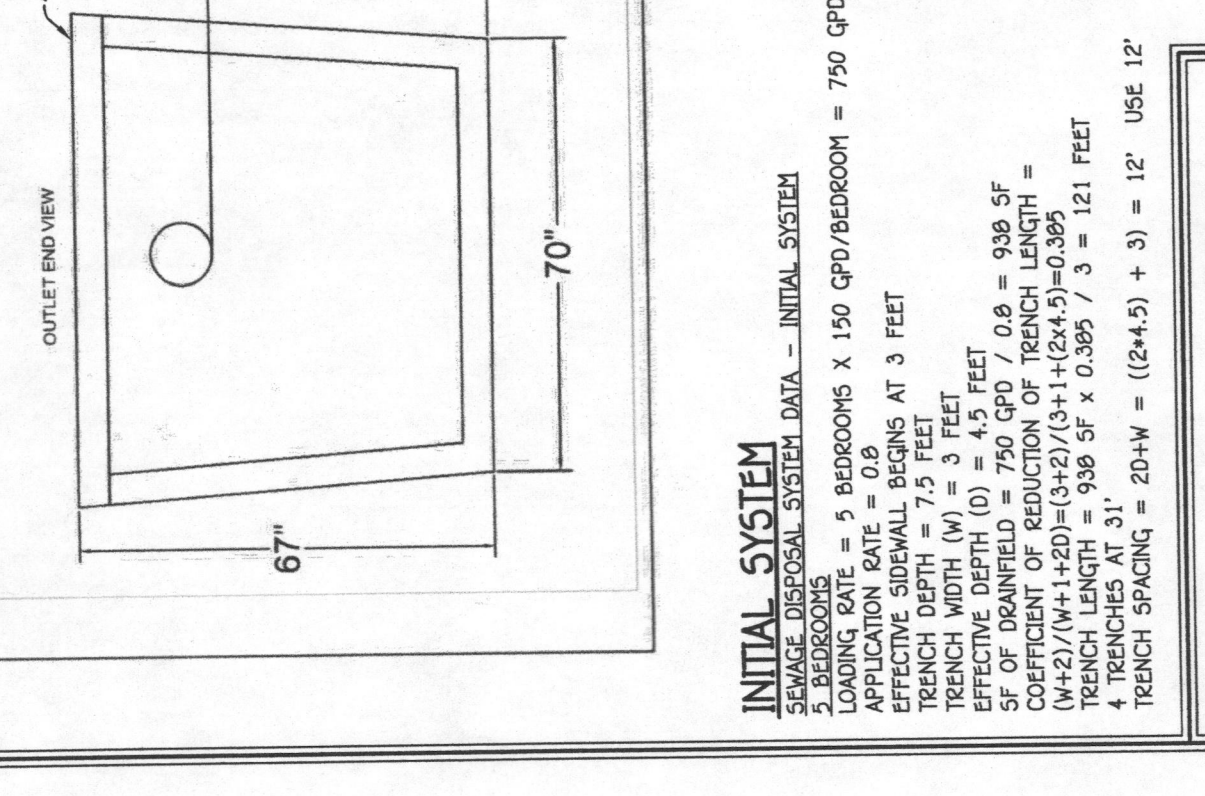 OUTLET END VIEW
67"
70"
INITIAL SYSTEM
SEWAGE DISPOSAL SYSTEM DATA - INITIAL SYSTEM
5 BEDROOMS
LOADING RATE = 5 BEDROOMS X 150 GPD/BEDROOM = 750 GPD
APPLICATION RATE = 0.8
EFFECTIVE SIDEWALL BEGINS AT 3 FEET
TRENCH DEPTH = 7.5 FEET
TRENCH WIDTH (W) = 3 FEET
EFFECTIVE DEPTH (D) = 4.5 FEET
SF OF DRAINFIELD = 750 GPD / 0.8 = 938 SF
COEFFICIENT OF REDUCTION OF TRENCH LENGTH =
(W+2)/(W+1+2D)=(3+2)/(3+1+(2x4.5)=0.385
TRENCH LENGTH = 938 SF x 0.385 / 3 = 121 FEET
4 TRENCHES AT 31'
TRENCH SPACING = 2D+W = ((2*4.5) + 3) = 12' USE 12'